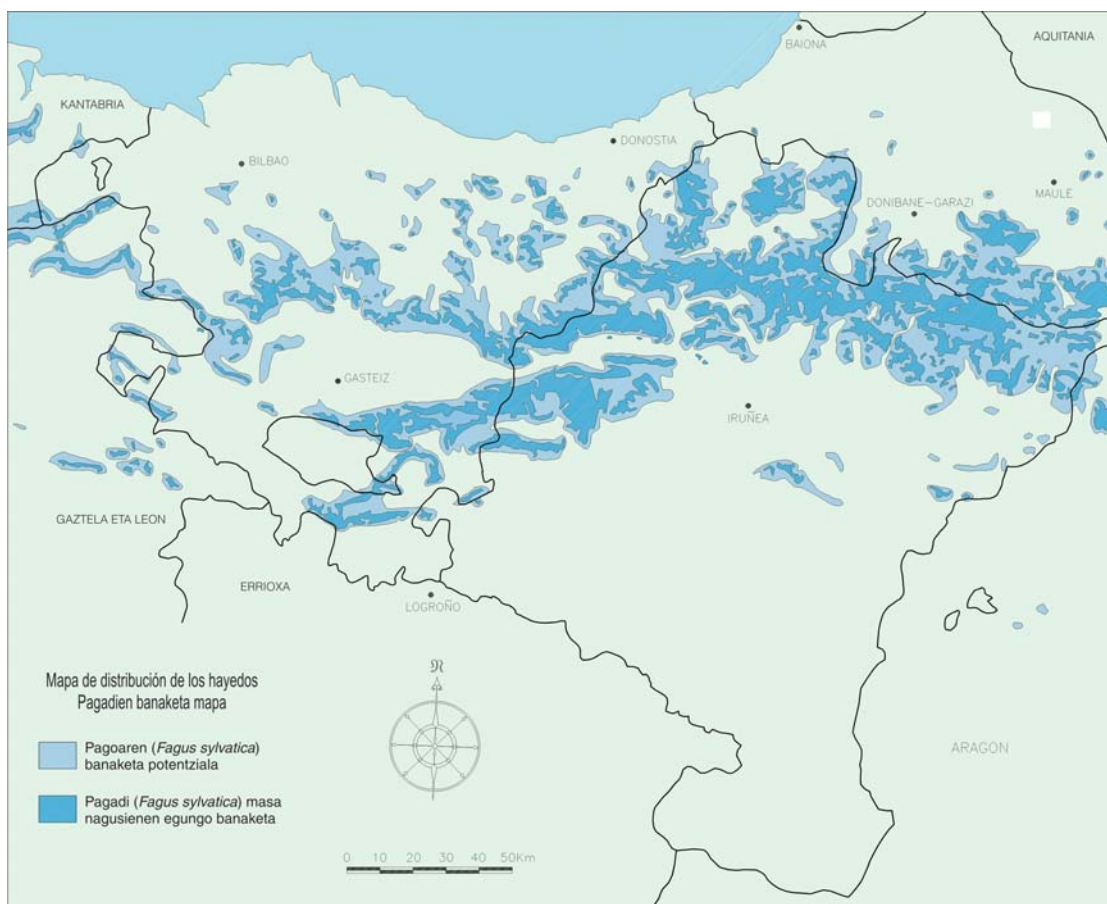 BAIONA
AQUITANIA
KANTABRIA
DONOSTIA
BILBAO
MAULE
DONIBANE-GARAZI
GASTEIZ
IRUÑEA
GAZTELA ETA LEON
ERRIOXA
LOGROÑO
Mapa de distribución de los hayedos
Pagadien banaketa mapa
Pagoaren (Fagus sylvatica)
banaketa potentziala
Pagadi (Fagus sylvatica) masa
nagusienen egungo banaketa
N
ARAGON
0 10 20 30 40 50Km